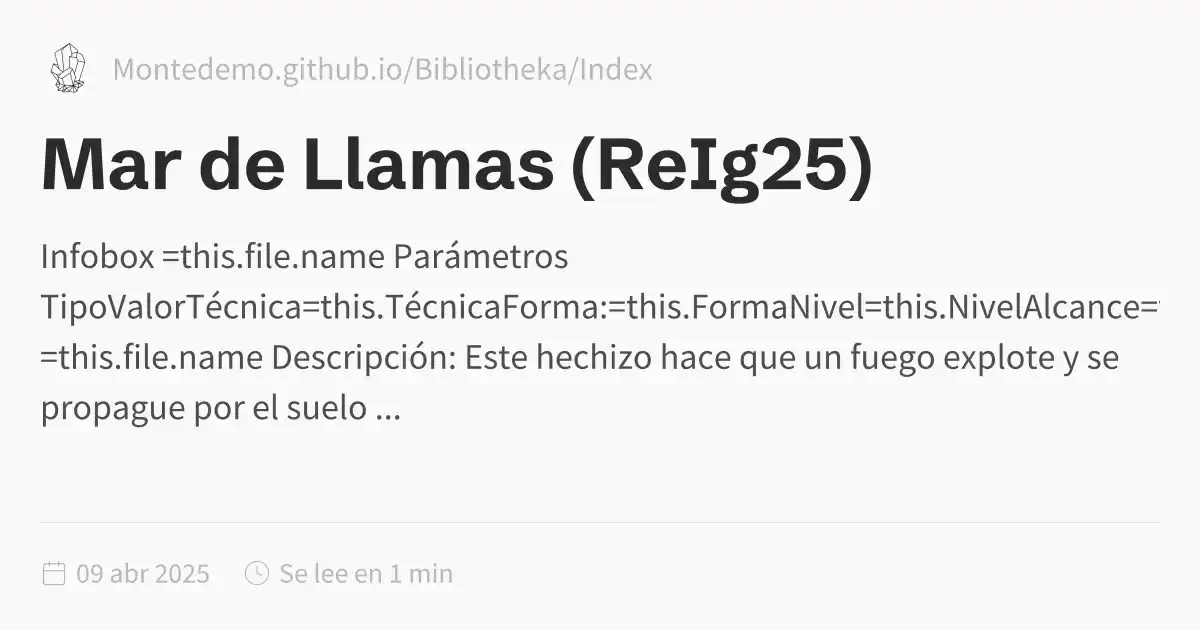 Montedemo.github.io/Bibliotheka/Index
Mar de Llamas (ReIg25)
Infobox =this.file.name Parámetros
TipoValorTécnica=this.TécnicaForma:=this.FormaNivel=this.NivelAlcance=
=this.file.name Descripción: Este hechizo hace que un fuego explote y se
propague por el suelo ...
09 abr 2025 Se lee en 1 min